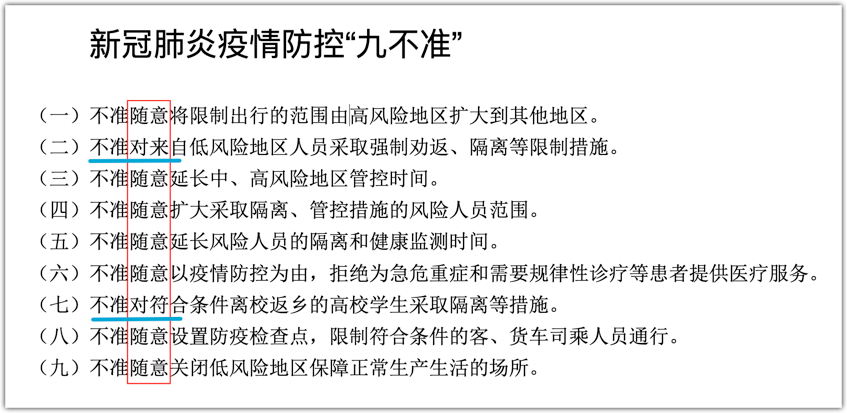 新冠肺炎疫情防控“九不准”
（一）不准随意将限制出行的范围由高风险地区扩大到其他地区。
（二）不准对来自低风险地区人员采取强制劝返、隔离等限制措施。
（三）不准随意延长中、高风险地区管控时间。
（四）不准随意扩大采取隔离、管控措施的风险人员范围。
（五）不准随意延长风险人员的隔离和健康监测时间。
（六）不准随意以疫情防控为由，拒绝为急危重症和需要规律性诊疗等患者提供医疗服务。
（七）不准对符合条件离校返乡的高校学生采取隔离等措施。
（八）不准随意设置防疫检查点，限制符合条件的客、货车司乘人员通行。
（九）不准随意关闭低风险地区保障正常生产生活的场所。